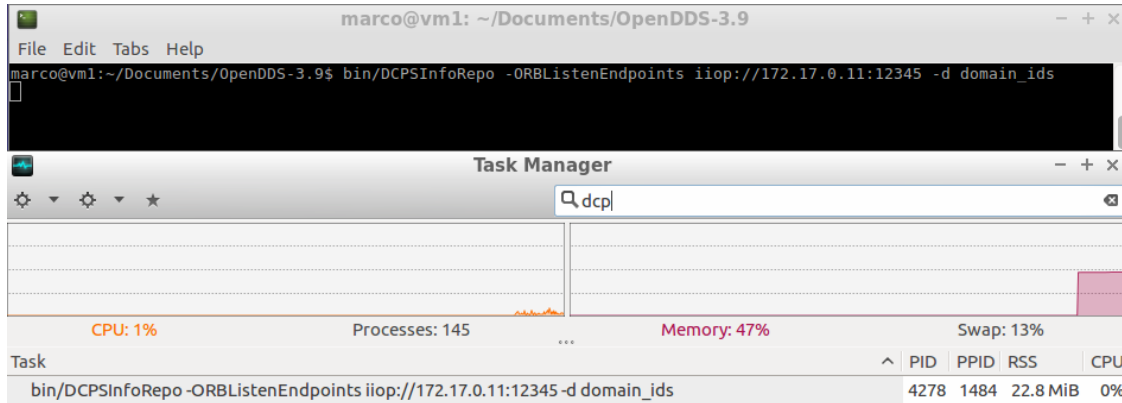 marco@vm1: ~/Documents/OpenDDS-3.9
File Edit Tabs Help
marco@vm1:~/Documents/OpenDDS-3.9$ bin/DCPSInfoRepo -ORBListenEndpoints iiop://172.17.0.11:12345 -d domain_ids
Task Manager
dcp
CPU: 1% Processes: 145 Memory: 47% Swap: 13%
Task PID PPID RSS CPU
bin/DCPSInfoRepo -ORBListenEndpoints iiop://172.17.0.11:12345 -d domain_ids 4278 1484 22.8 MiB 0%